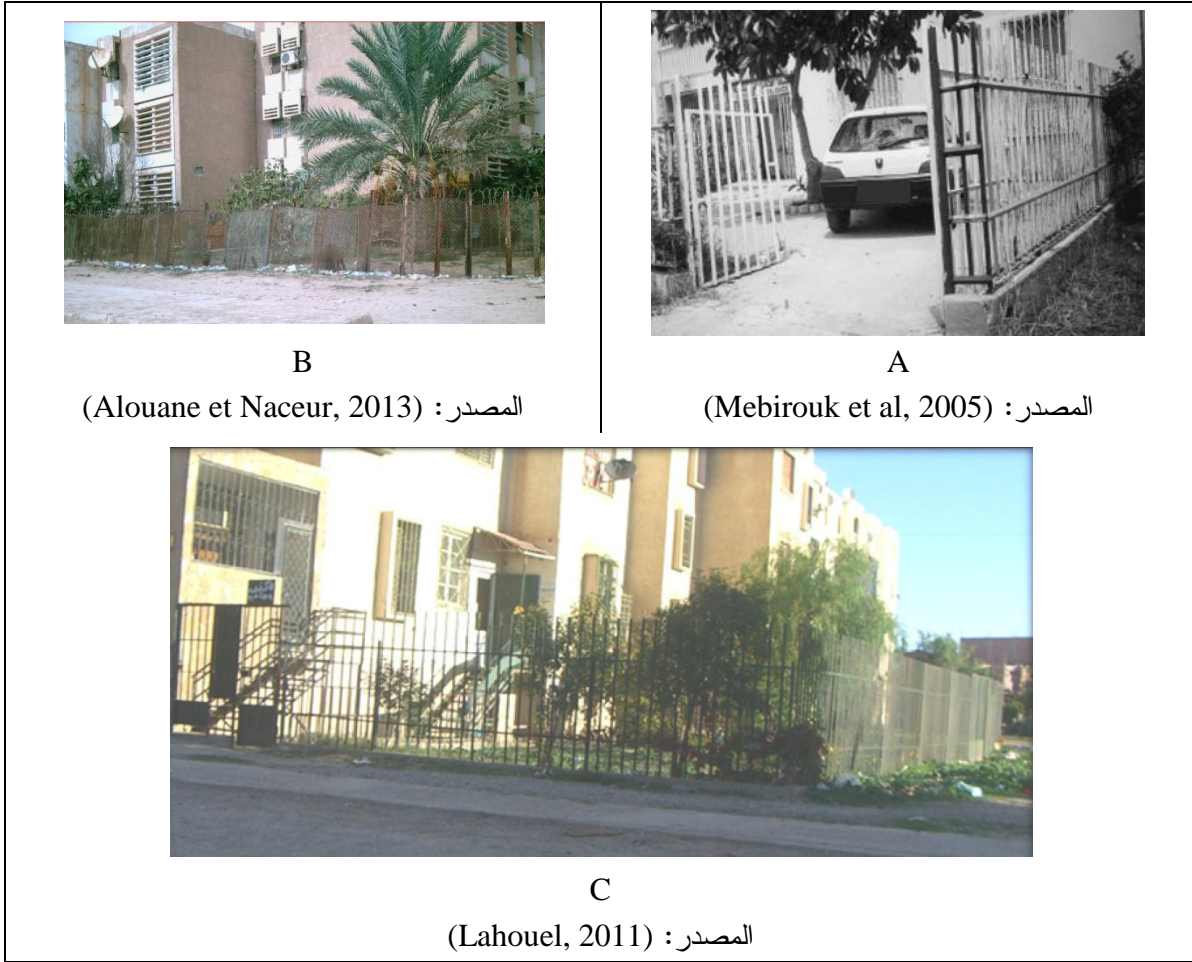 A
المصدر: (Mebirouk et al, 2005)
B
المصدر: (Alouane et Naceur, 2013)
C
المصدر: (Lahouel, 2011)